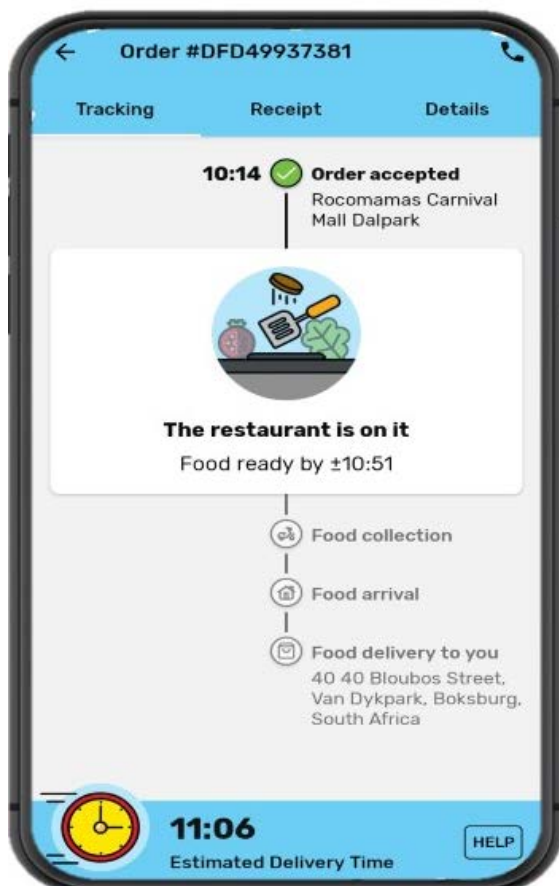 Order #DFD49937381
Tracking Receipt Details
10:14 Order accepted
Rocomamas Carnival
Mall Dalpark
The restaurant is on it
Food ready by ±10:51
Food collection
Food arrival
Food delivery to you
40 40 Bloubos Street,
Van Dykpark, Boksburg,
South Africa
11:06
Estimated Delivery Time
HELP